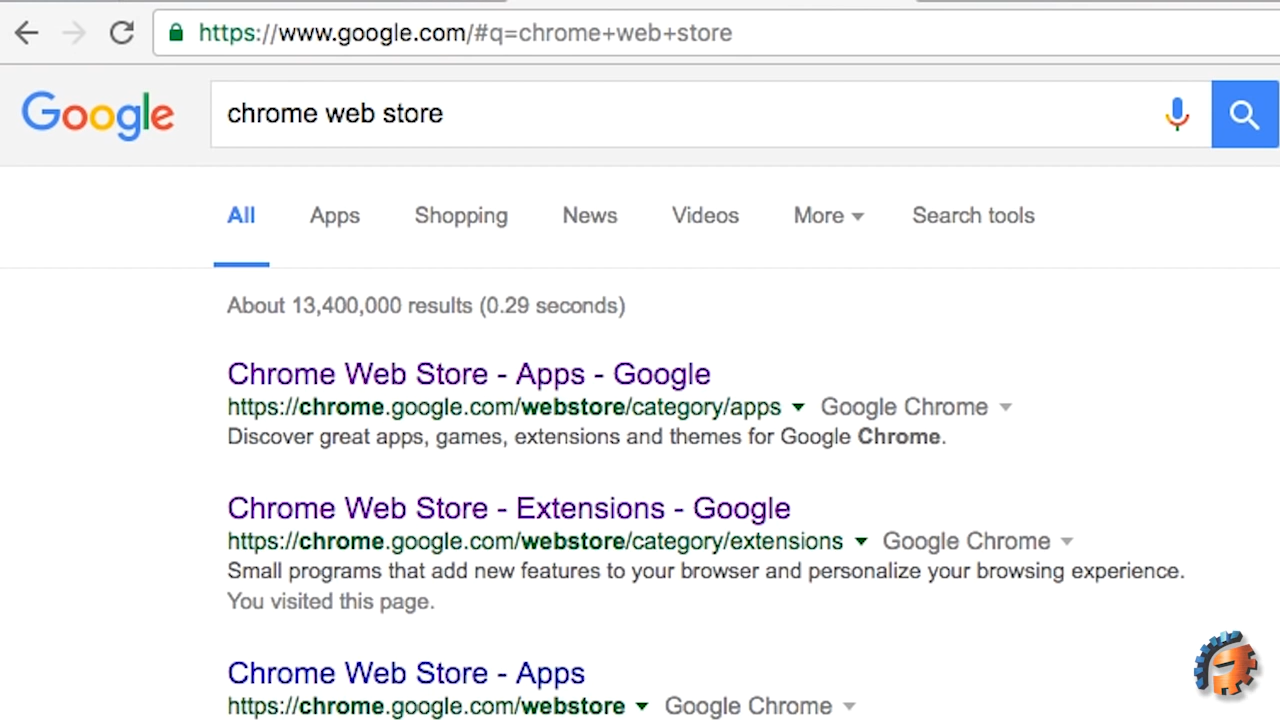 https://www.google.com/#q=chrome+web+store
Google
chrome web store
All Apps Shopping News Videos More Search tools
About 13,400,000 results (0.29 seconds)
Chrome Web Store - Apps - Google
https://chrome.google.com/webstore/category/apps Google Chrome
Discover great apps, games, extensions and themes for Google Chrome.
Chrome Web Store - Extensions - Google
https://chrome.google.com/webstore/category/extensions Google Chrome
Small programs that add new features to your browser and personalize your browsing experience.
You visited this page.
Chrome Web Store - Apps
https://chrome.google.com/webstore Google Chrome